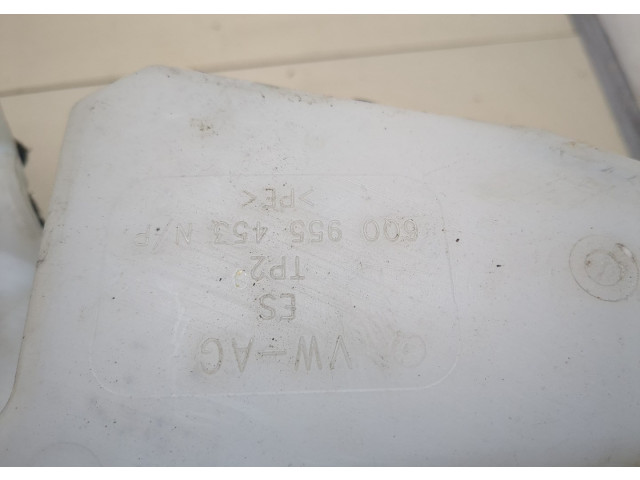 VW-AG
ES
TP2
6Q0 955 453 N/F
>PE<